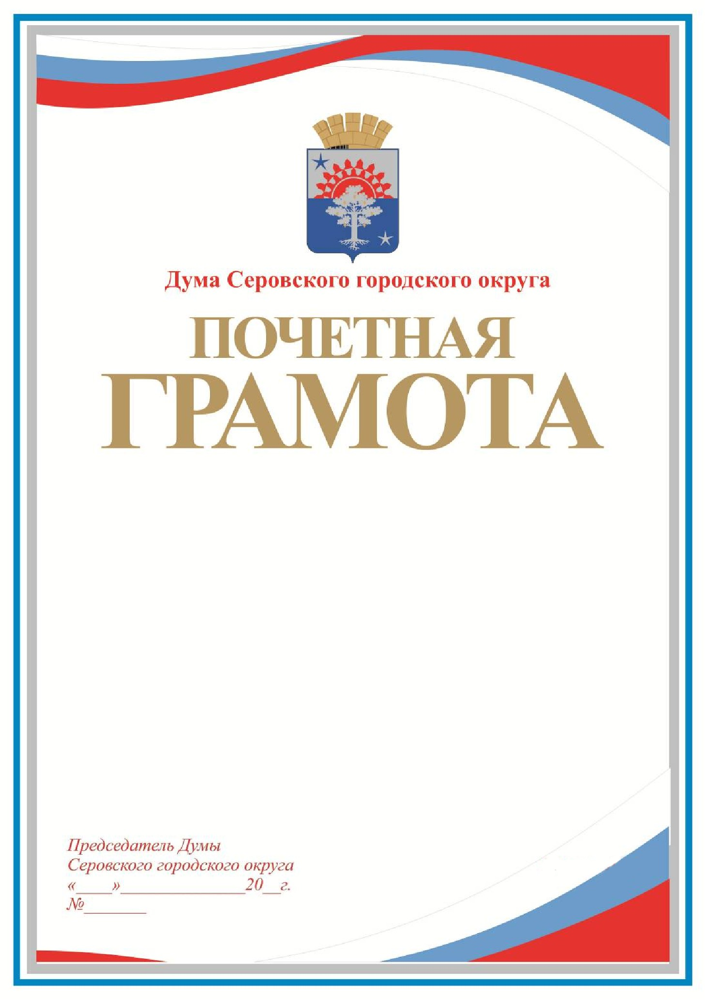 Дума Серовского городского округа
ПОЧЕТНАЯ
ГРАМОТА
Председатель Думы
Серовского городского округа
«____»______________20__г.
№_______